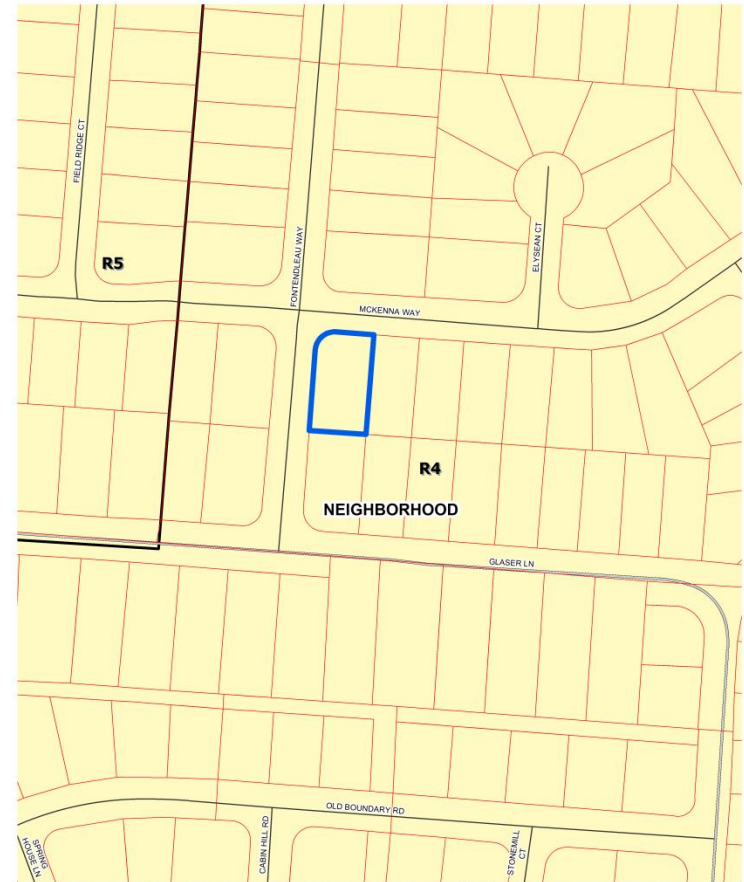 FIELD RIDGE CT
R5
FONTENDLEAU WAY
ELYSEAN CT
MCKENNA WAY
R4
NEIGHBORHOOD
GLASER LN
OLD BOUNDARY RD
SPRING
HOUSE LN
CABIN HILL RD
STONEMILL
CT